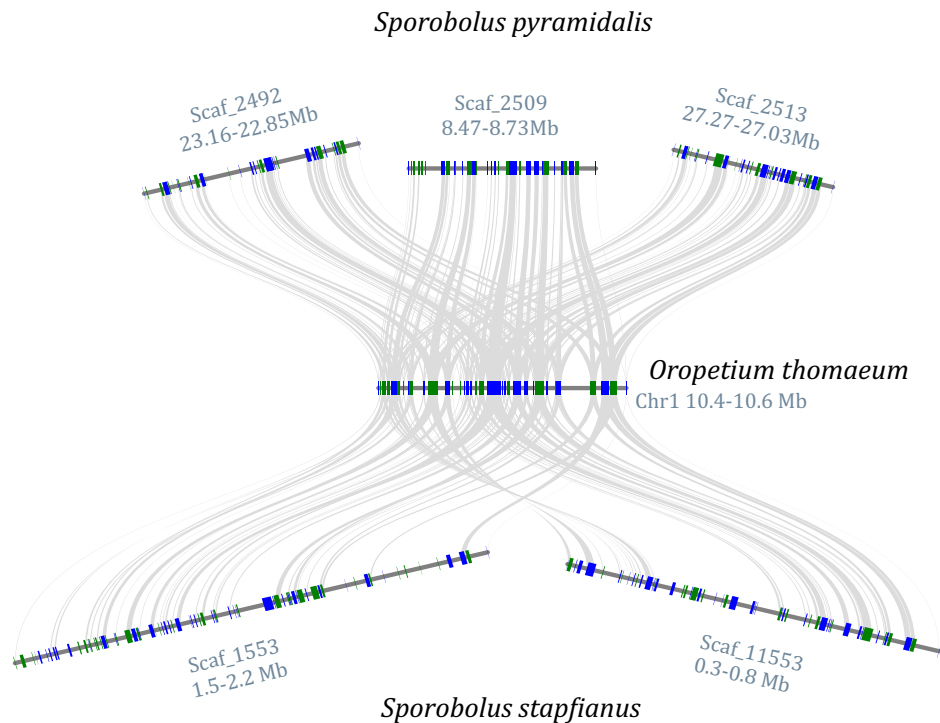 Sporobolus pyramidalis
Scaf_2492
23.16-22.85Mb
Scaf_2509
8.47-8.73Mb
Scaf_2513
27.27-27.03Mb
Oropetium thomaeum
Chr1 10.4-10.6 Mb
Scaf_1553
1.5-2.2 Mb
Scaf_11553
0.3-0.8 Mb
Sporobolus stapfianus